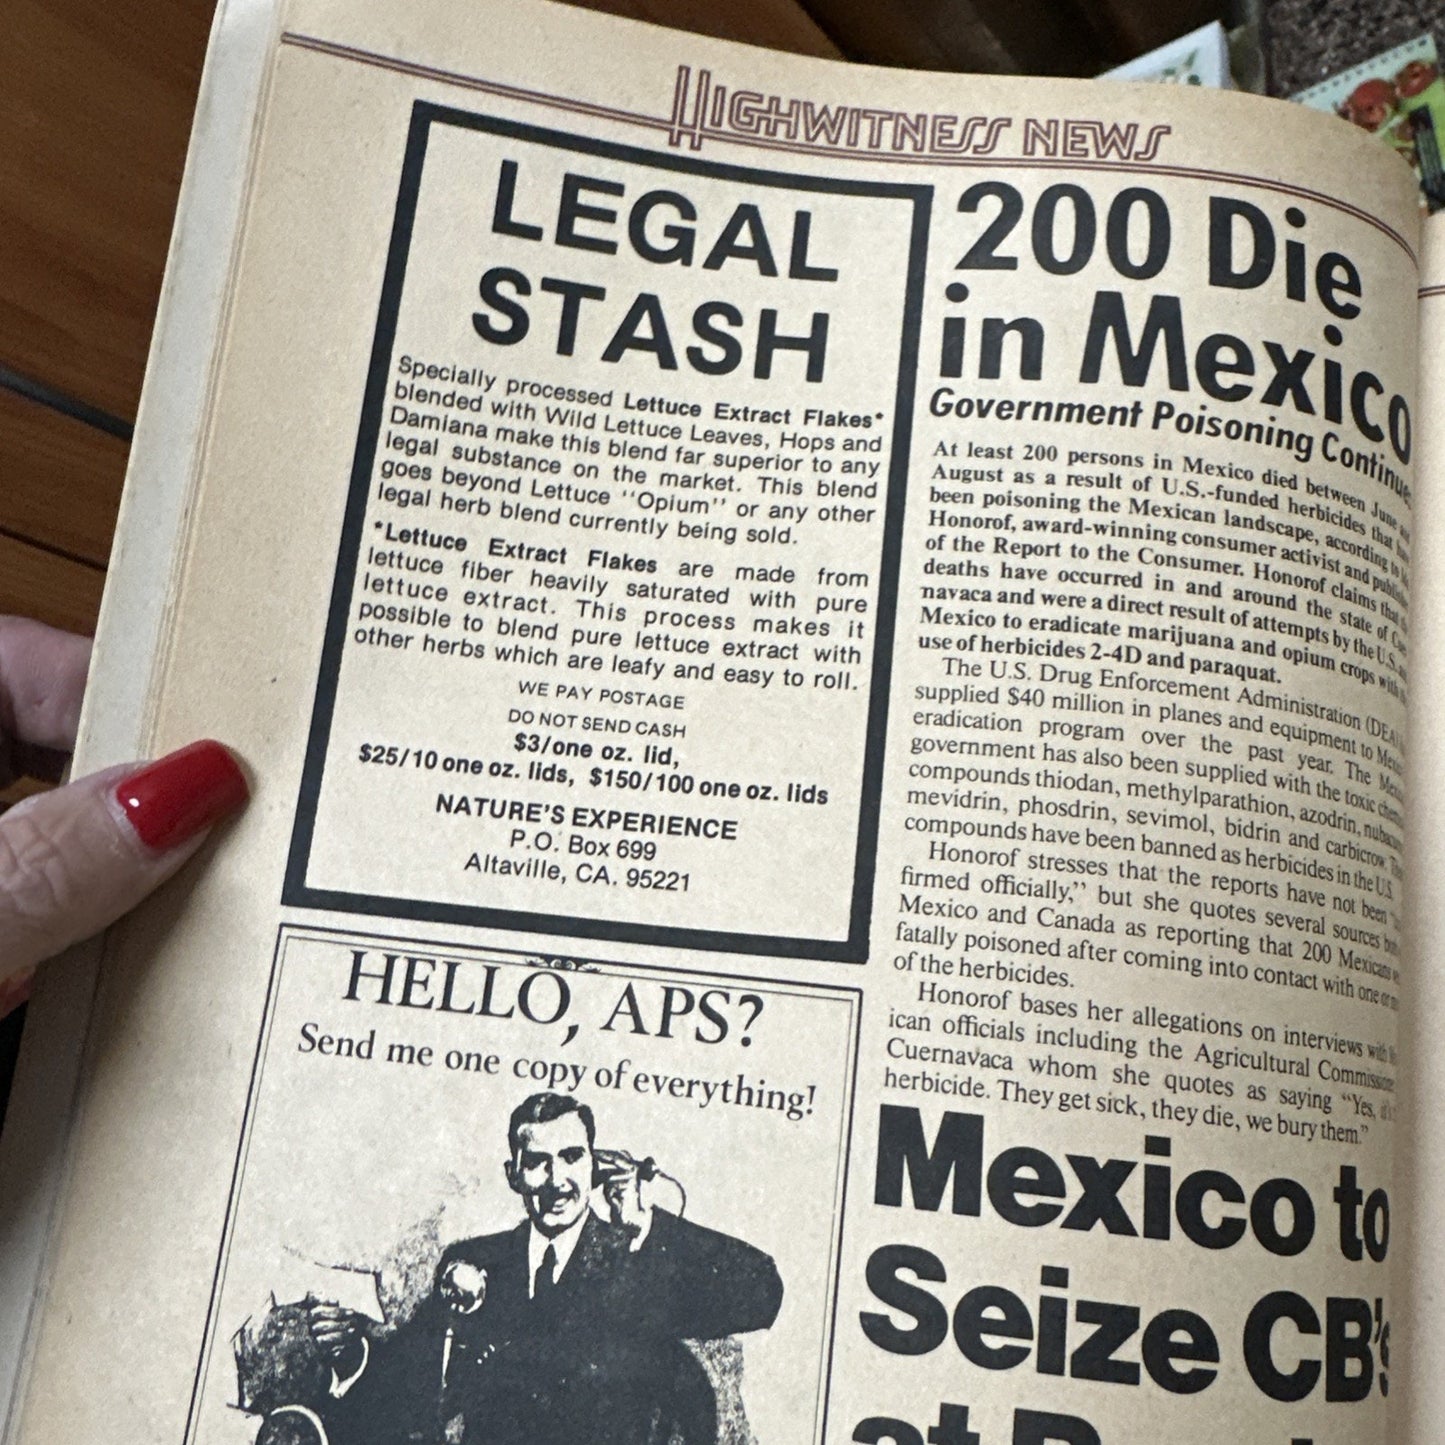 HIGHWITNESS NEWS
LEGAL
STASH
Specially processed Lettuce Extract Flakes*
blended with Wild Lettuce Leaves, Hops and
Damiana make this blend far superior to any
legal substance on the market. This blend
goes beyond Lettuce "Opium" or any other
legal herb blend currently being sold.
*Lettuce Extract Flakes are made from
lettuce fiber heavily saturated with pure
lettuce extract. This process makes it
possible to blend pure lettuce extract with
other herbs which are leafy and easy to roll.
WE PAY POSTAGE
DO NOT SEND CASH
$3/one oz. lid,
$25/10 one oz. lids, $150/100 one oz. lids
NATURE'S EXPERIENCE
P.O. Box 699
Altaville, CA. 95221
HELLO, APS?
Send me one copy of everything!
200 Die
in Mexico
Government Poisoning Continues
At least 200 persons in Mexico died between June
August as a result of U.S.-funded herbicides that
been poisoning the Mexican landscape, according to
Honorof, award-winning consumer activist and
of the Report to the Consumer. Honorof claims that
deaths have occurred in and around the state of
navaca and were a direct result of attempts by the U.S.
Mexico to eradicate marijuana and opium crops with
use of herbicides 2-4D and paraquat.
The U.S. Drug Enforcement Administration (DEA)
supplied $40 million in planes and equipment to
eradication program over the past year. The
government has also been supplied with the toxic
compounds thiodan, methylparathion, azodrin,
mevidrin, phosdrin, sevimol, bidrin and carbicrow.
compounds have been banned as herbicides in the U.S.
Honorof stresses that the reports have not been
firmed officially," but she quotes several sources
Mexico and Canada as reporting that 200 Mexicans
fatally poisoned after coming into contact with one or
of the herbicides.
Honorof bases her allegations on interviews
ican officials including the Agricultural
Cuernavaca whom she quotes as saying "Yes,
herbicide. They get sick, they die, we bury them."
Mexico to
Seize CB's
at